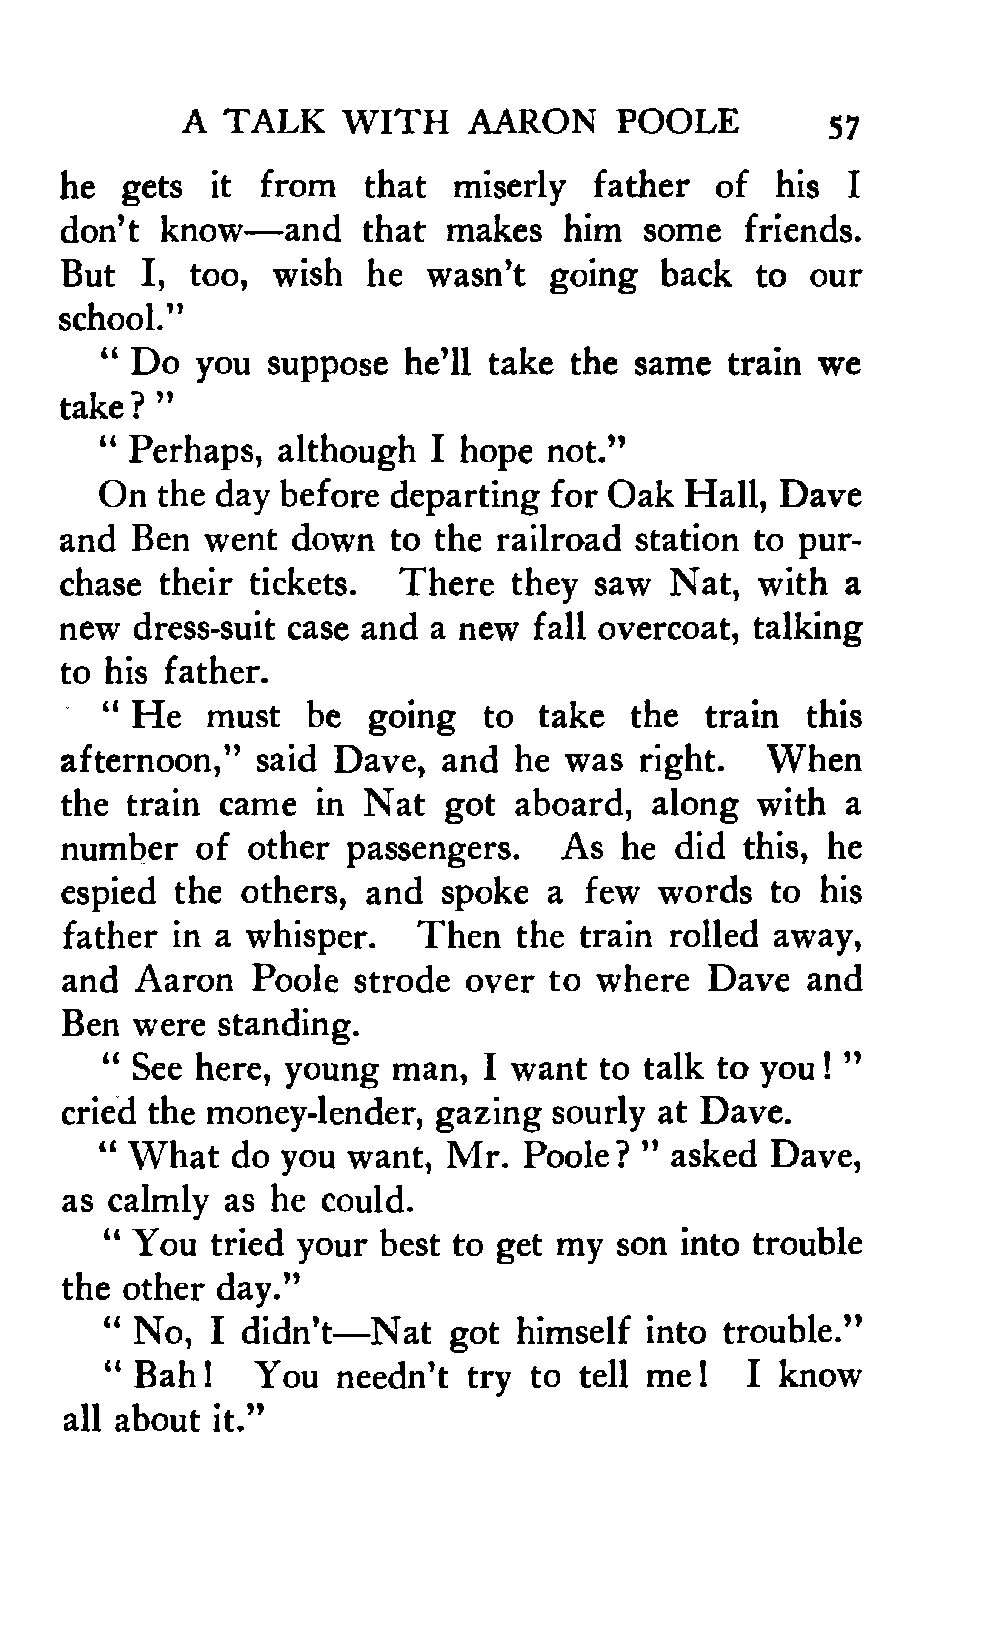 A TALK WITH AARON POOLE 57
he gets it from that miserly father of his I
don't know—and that makes him some friends.
But I, too, wish he wasn't going back to our
school."
" Do you suppose he'll take the same train we
take? "
" Perhaps, although I hope not."
On the day before departing for Oak Hall, Dave
and Ben went down to the railroad station to pur-
chase their tickets. There they saw Nat, with a
new dress-suit case and a new fall overcoat, talking
to his father.
" He must be going to take the train this
afternoon," said Dave, and he was right. When
the train came in Nat got aboard, along with a
number of other passengers. As he did this, he
espied the others, and spoke a few words to his
father in a whisper. Then the train rolled away,
and Aaron Poole strode over to where Dave and
Ben were standing.
" See here, young man, I want to talk to you! "
cried the money-lender, gazing sourly at Dave.
" What do you want, Mr. Poole? " asked Dave,
as calmly as he could.
" You tried your best to get my son into trouble
the other day."
" No, I didn't—Nat got himself into trouble."
" Bah! You needn't try to tell me! I know
all about it."